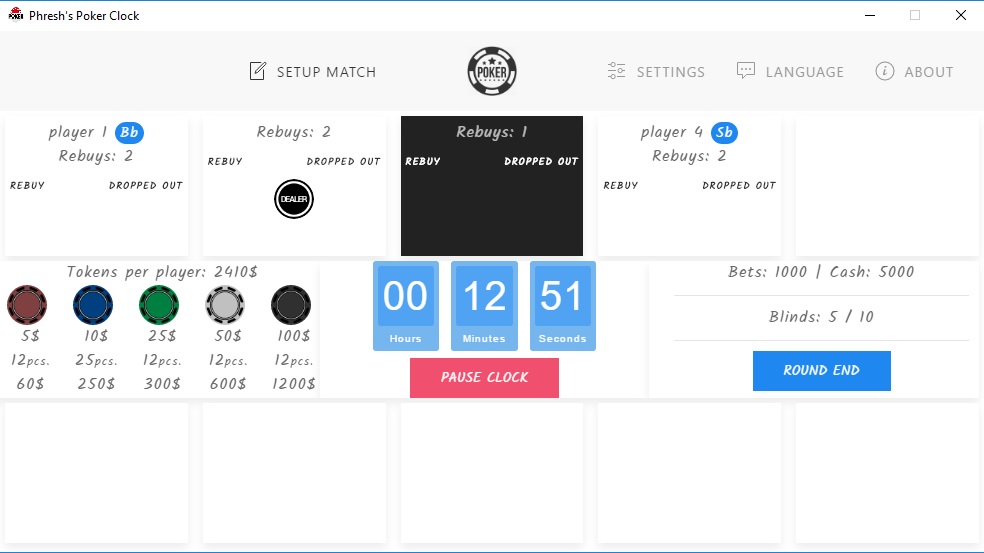 Phresh's Poker Clock
SETUP MATCH
POKER
SETTINGS
LANGUAGE
ABOUT
player 1 Bb
Rebuys: 2
REBUY DROPPED OUT
Rebuys: 2
REBUY DROPPED OUT
DEALER
Rebuys: 1
REBUY DROPPED OUT
player 4 Sb
Rebuys: 2
REBUY DROPPED OUT
Tokens per player: 2410$
5$ 10$ 25$ 50$ 100$
12pcs. 25pcs. 12pcs. 12pcs. 12pcs.
60$ 250$ 300$ 600$ 1200$
00 12 51
Hours Minutes Seconds
PAUSE CLOCK
Bets: 1000 | Cash: 5000
Blinds: 5 / 10
ROUND END